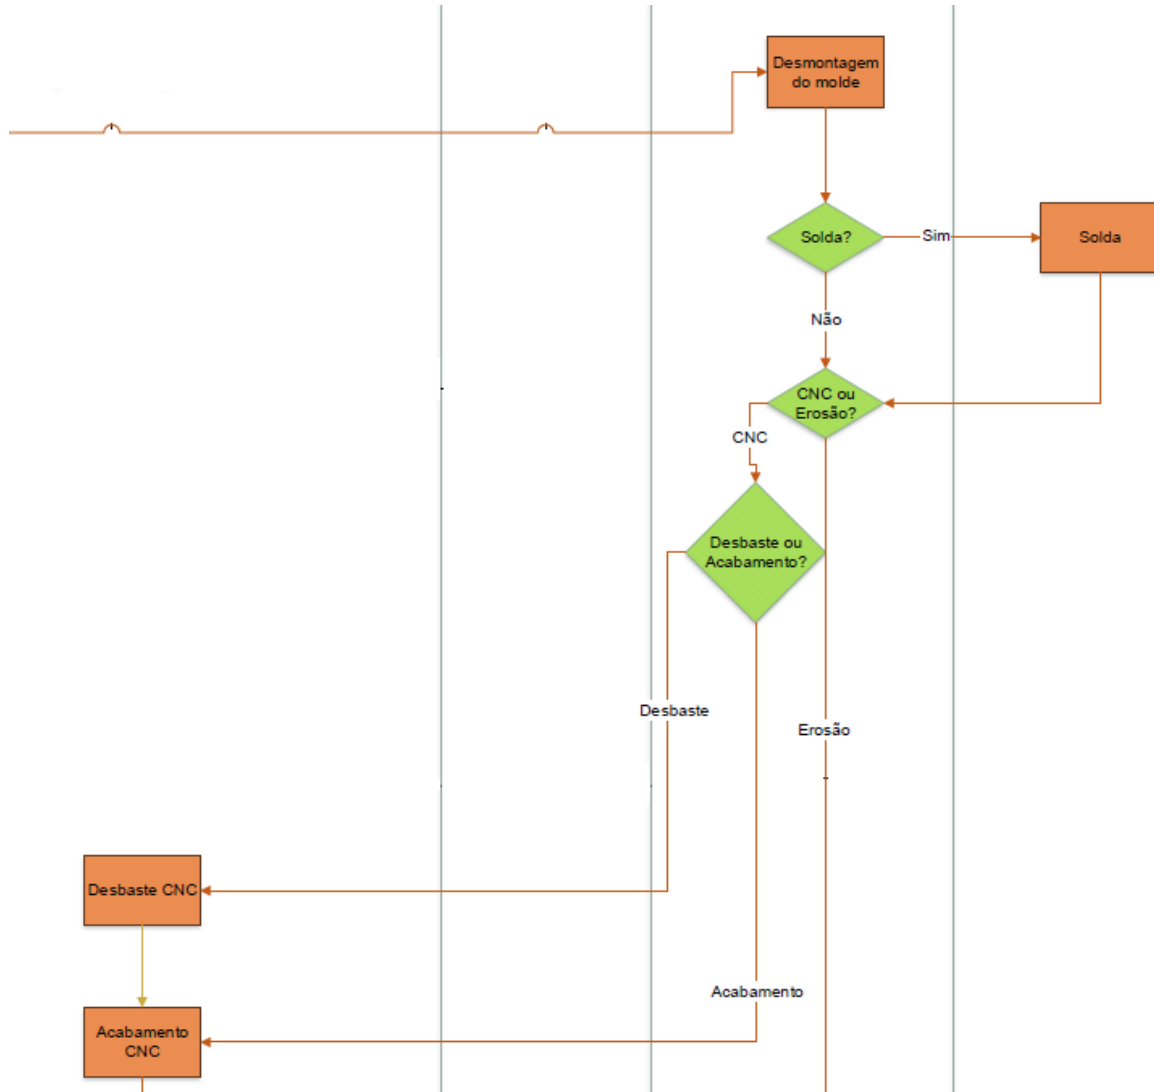 Desmontagem
do molde
Solda?
Sim
Solda
Não
CNC ou
Erosão?
CNC
Desbaste ou
Acabamento?
Desbaste
Erosão
Desbaste CNC
Acabamento
Acabamento
CNC